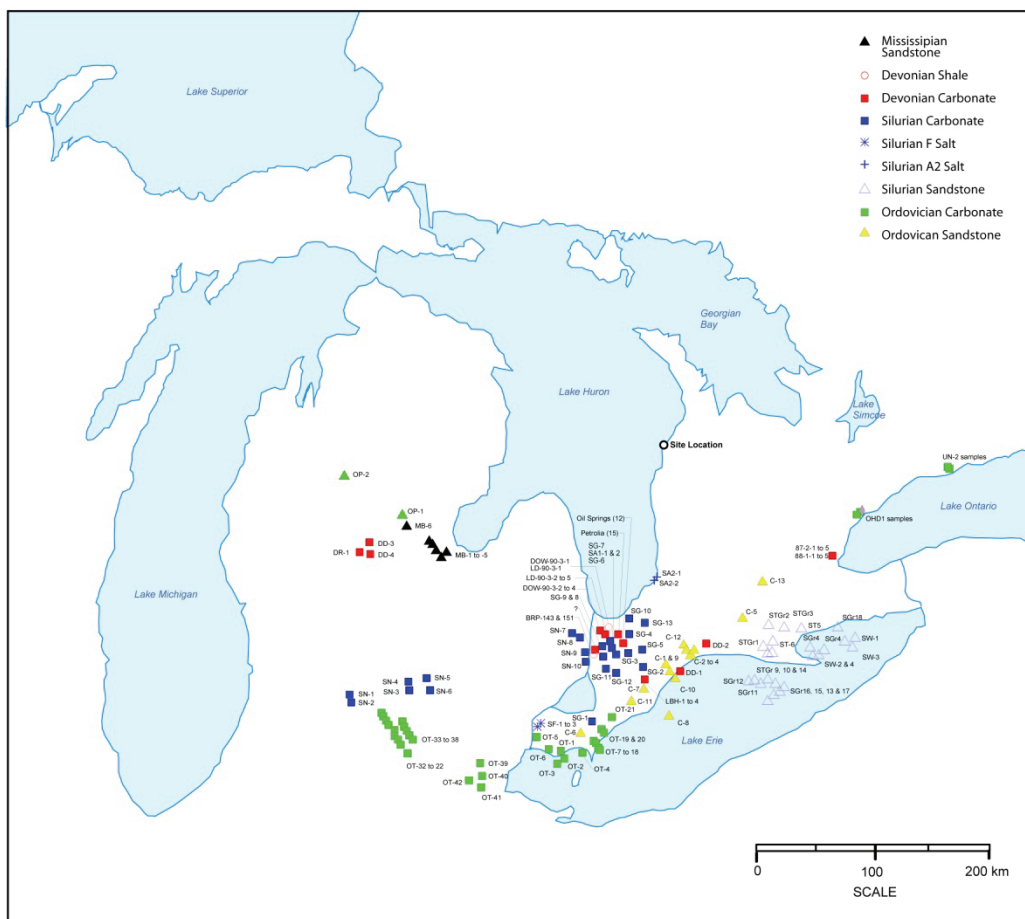 Mississipian
Sandstone
Devonian Shale
Devonian Carbonate
Silurian Carbonate
Silurian F Salt
Silurian A2 Salt
Silurian Sandstone
Ordovician Carbonate
Ordovican Sandstone
Lake Superior
Georgian
Bay
Lake Huron
Lake
Simcoe
Site Location
UN-2 samples
OP-2
Lake Ontario
OP-1
OHD1 samples
MB-6
Oil Springs (12)
Petrolia (15)
DD-3
DR-1
DD-4
MB-1 to -5
SG-7
SA1-1 & 2
SG-6
87-2-1 to 5
88-1-1 to 5
DOW-90-3-1
LD-90-3-1
LD-90-3-2 to 5
DOW-90-3-2 to 4
SG-9 & 8
?
BRP-143 & 151
SA2-1
SA2-2
C-13
Lake Michigan
SG-10
SG-13
C-5
STGr2
STGr3
ST5
SGr18
SN-7
SN-8
SG-4
SG-5
C-12
DD-2
STGr1
ST-6
SGr4
SGr4
SW-1
SN-9
SN-10
SG-3
SG-2
C-1 & 9
C-2 to 4
SW-2 & 4
SW-3
SG-11
SG-12
DD-1
STGr 9, 10 & 14
SN-4
SN-5
SN-3
SN-6
SN-1
SN-2
C-7
C-10
SGr12
SGr11
SGr16, 15, 13 & 17
C-11
LBH-1 to 4
OT-21
SG-1
C-8
SF-1 to 3
C-6
OT-5
OT-1
OT-19 & 20
Lake Erie
OT-33 to 38
OT-6
OT-7 to 18
OT-32 to 22
OT-39
OT-3
OT-2
OT-4
OT-42
OT-40
OT-41
0
100
200 km
SCALE